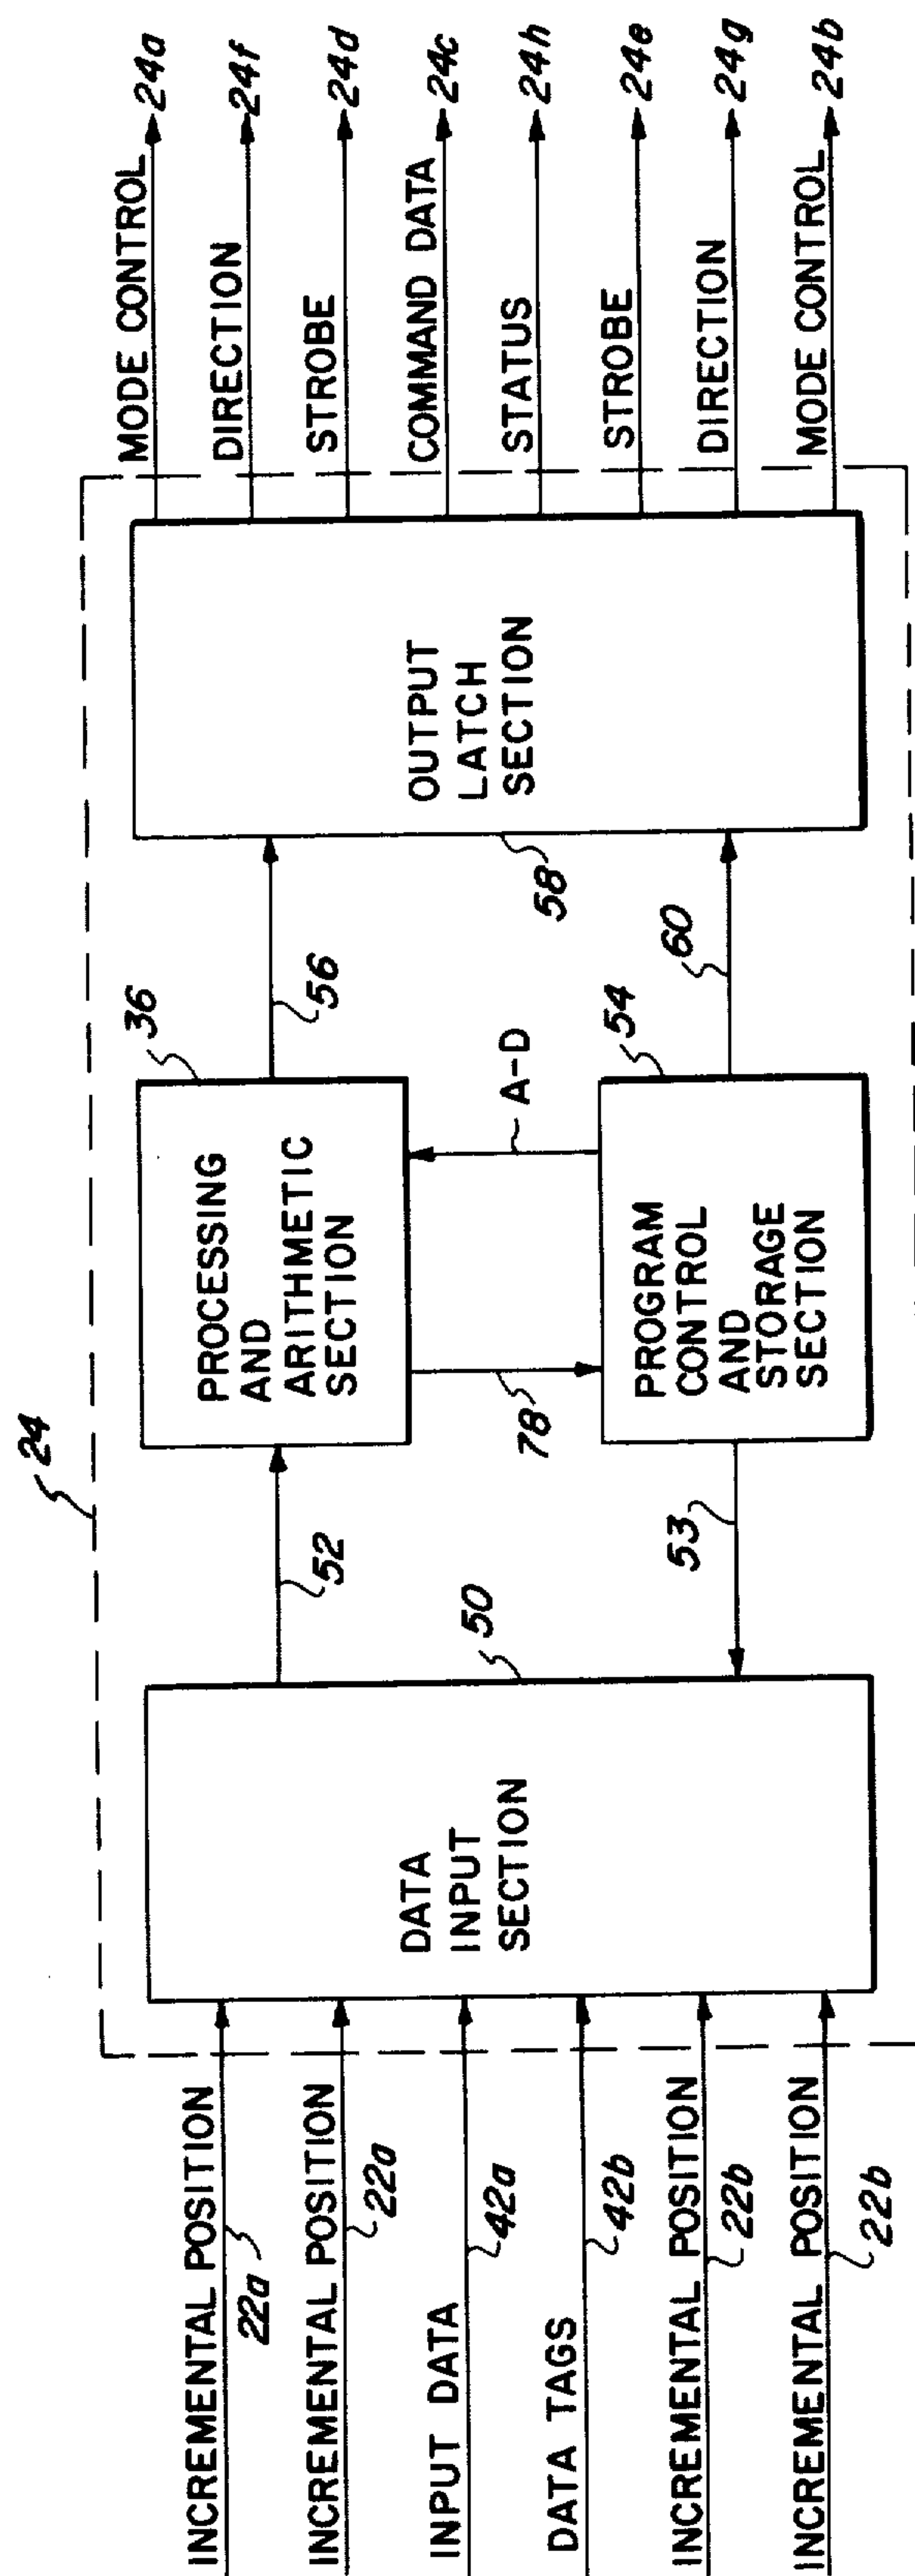 24
INCREMENTAL POSITION
22a
INCREMENTAL POSITION
22a
INPUT DATA
42a
DATA TAGS
42b
INCREMENTAL POSITION
22b
INCREMENTAL POSITION
22b
DATA
INPUT
SECTION
50
52
53
PROCESSING
AND
ARITHMETIC
SECTION
36
78
A-D
PROGRAM
CONTROL
AND
STORAGE
SECTION
54
56
60
OUTPUT
LATCH
SECTION
58
MODE CONTROL
24a
DIRECTION
24f
STROBE
24d
COMMAND DATA
24c
STATUS
24h
STROBE
24e
DIRECTION
24g
MODE CONTROL
24b